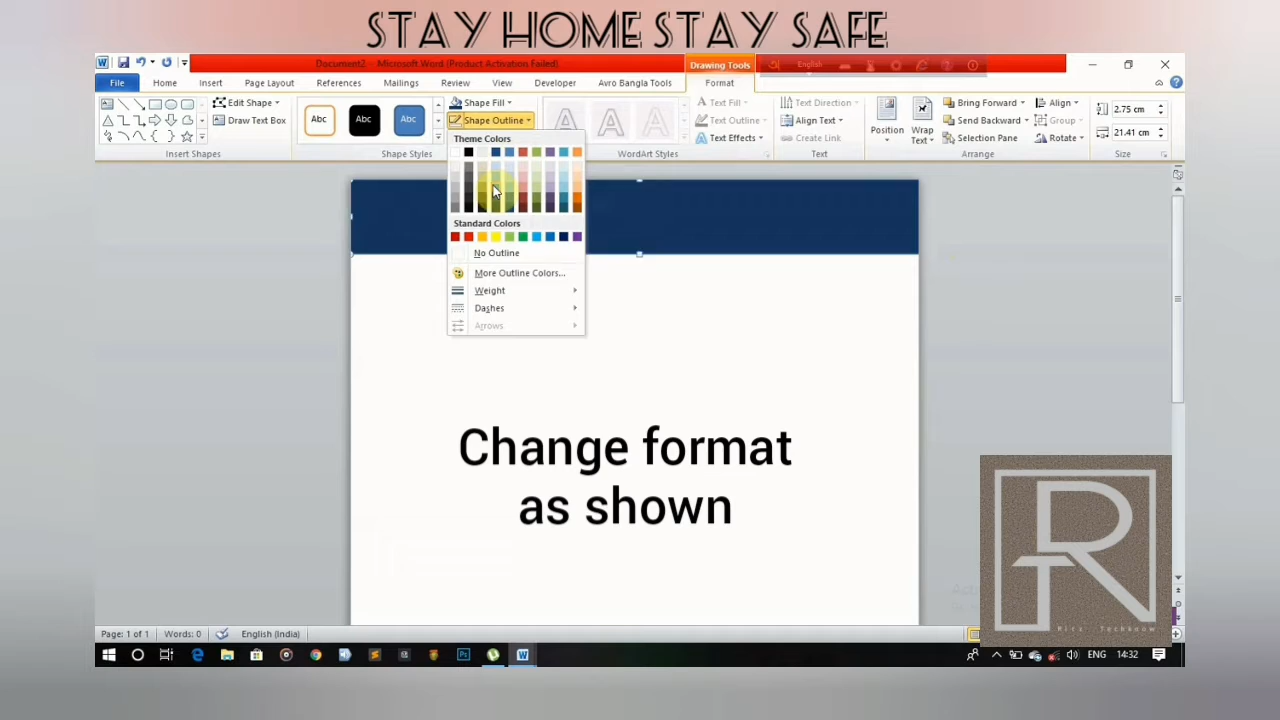 STAY HOME STAY SAFE
Document2 - Microsoft Word (Product Activation Failed)
Drawing Tools
English
File Home Insert Page Layout References Mailings Review View Developer Avro Bangla Tools Format
Edit Shape
Draw Text Box
Insert Shapes
Abc Abc Abc
Shape Styles
Shape Fill
Shape Outline
WordArt Styles
Text Fill
Text Outline
Text Effects
Text Direction
Align Text
Create Link
Text
Position
Wrap
Text
Bring Forward
Send Backward
Selection Pane
Align
Group
Rotate
Arrange
2.75 cm
21.41 cm
Size
Theme Colors
Standard Colors
No Outline
More Outline Colors...
Weight
Dashes
Arrows
Change format
as shown
RT
Page: 1 of 1 Words: 0 English (India)
ENG 14:32